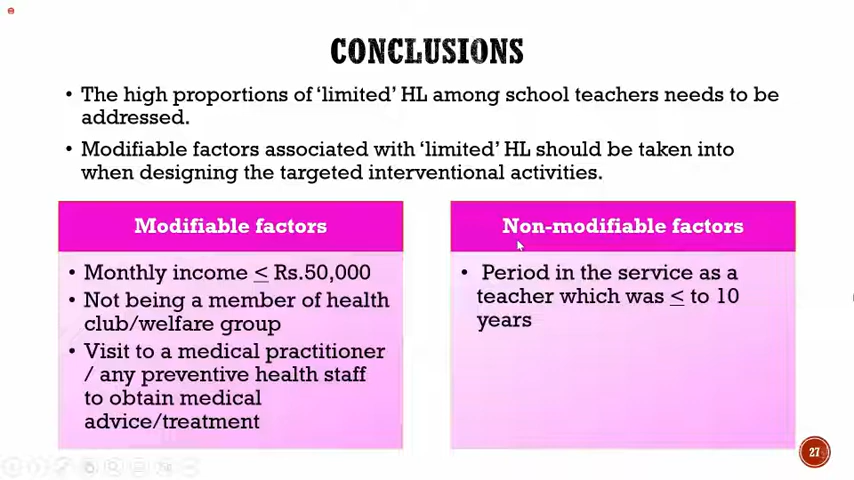 CONCLUSIONS
• The high proportions of ‘limited’ HL among school teachers needs to be
addressed.
• Modifiable factors associated with ‘limited’ HL should be taken into
when designing the targeted interventional activities.
Modifiable factors
• Monthly income ≤ Rs.50,000
• Not being a member of health
club/welfare group
• Visit to a medical practitioner
/ any preventive health staff
to obtain medical
advice/treatment
Non-modifiable factors
• Period in the service as a
teacher which was ≤ to 10
years
27